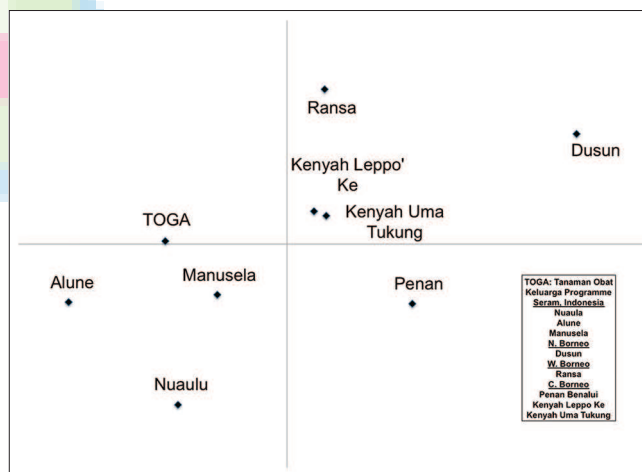 Ransa
Dusun
Kenyah Leppo'
Ke
Kenyah Uma
Tukung
TOGA
Alune
Manusela
Penan
Nuaulu
TOGA: Tanaman Obat
Keluarga Programme
Seram, Indonesia
Nuaula
Alune
Manusela
N. Borneo
Dusun
W. Borneo
Ransa
C. Borneo
Penan Benalui
Kenyah Leppo Ke
Kenyah Uma Tukung